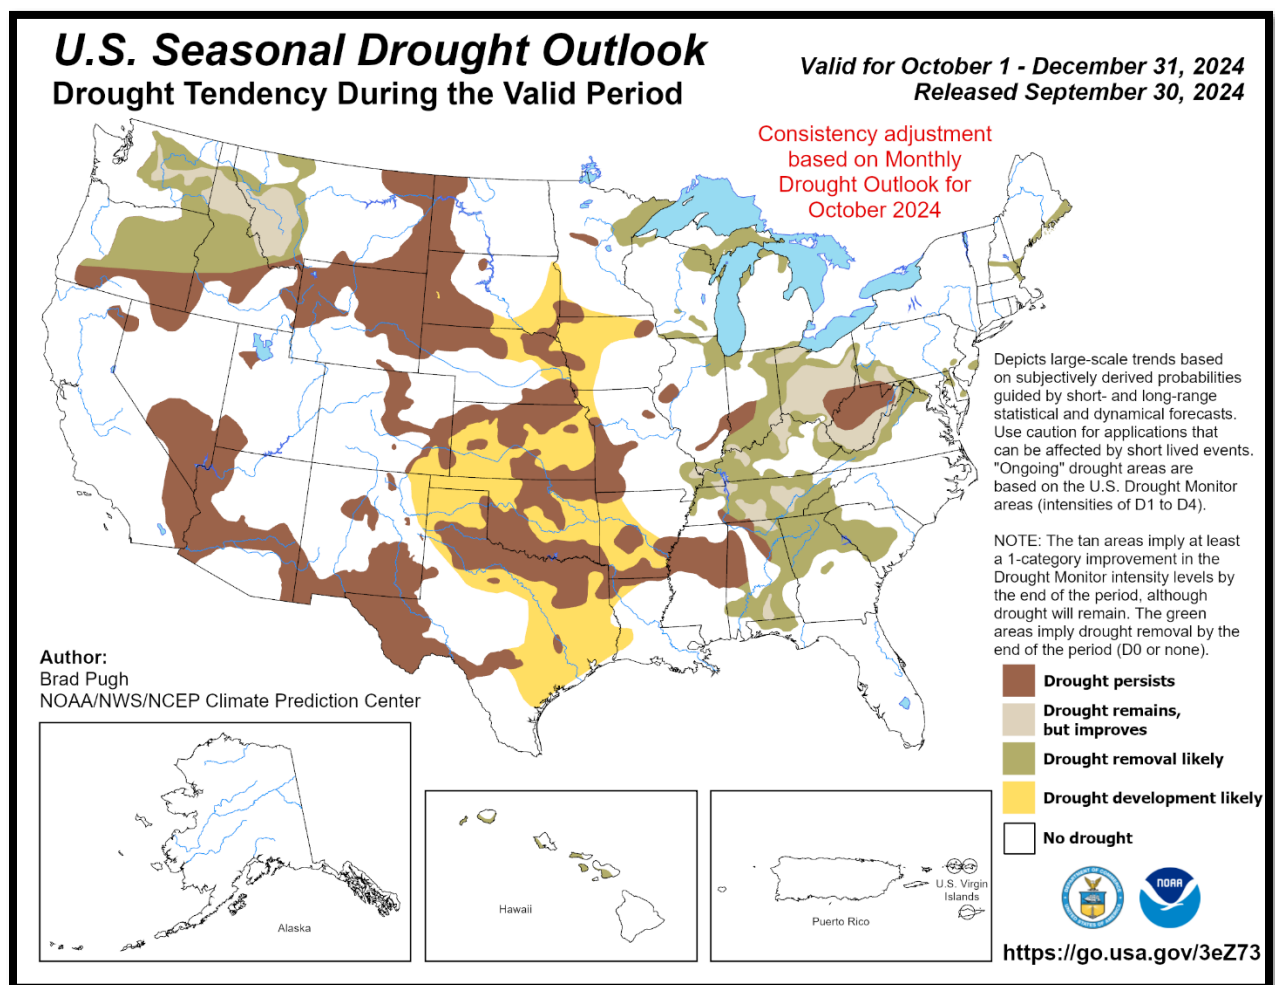 U.S. Seasonal Drought Outlook
Drought Tendency During the Valid Period
Valid for October 1 - December 31, 2024
Released September 30, 2024
Consistency adjustment
based on Monthly
Drought Outlook for
October 2024
Depicts large-scale trends based
on subjectively derived probabilities
guided by short- and long-range
statistical and dynamical forecasts.
Use caution for applications that
can be affected by short lived events.
"Ongoing" drought areas are
based on the U.S. Drought Monitor
areas (intensities of D1 to D4).
NOTE: The tan areas imply at least
a 1-category improvement in the
Drought Monitor intensity levels by
the end of the period, although
drought will remain. The green
areas imply drought removal by the
end of the period (D0 or none).
Author:
Brad Pugh
NOAA/NWS/NCEP Climate Prediction Center
Drought persists
Drought remains,
but improves
Drought removal likely
Drought development likely
No drought
Alaska
Hawaii
Puerto Rico
U.S. Virgin
Islands
NOAA
https://go.usa.gov/3eZ73